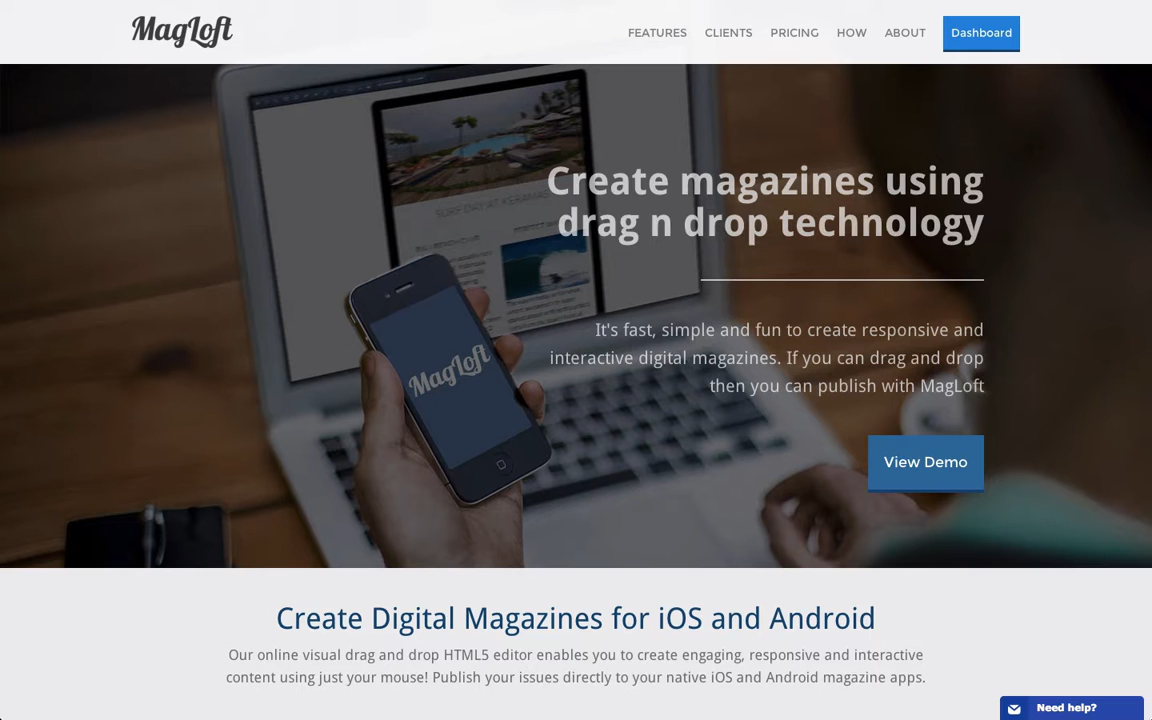 MagLoft
FEATURES CLIENTS PRICING HOW ABOUT Dashboard
Create magazines using
drag n drop technology
It's fast, simple and fun to create responsive and
interactive digital magazines. If you can drag and drop
then you can publish with MagLoft
MagLoft
View Demo
Create Digital Magazines for iOS and Android
Our online visual drag and drop HTML5 editor enables you to create engaging, responsive and interactive
content using just your mouse! Publish your issues directly to your native iOS and Android magazine apps.
Need help?